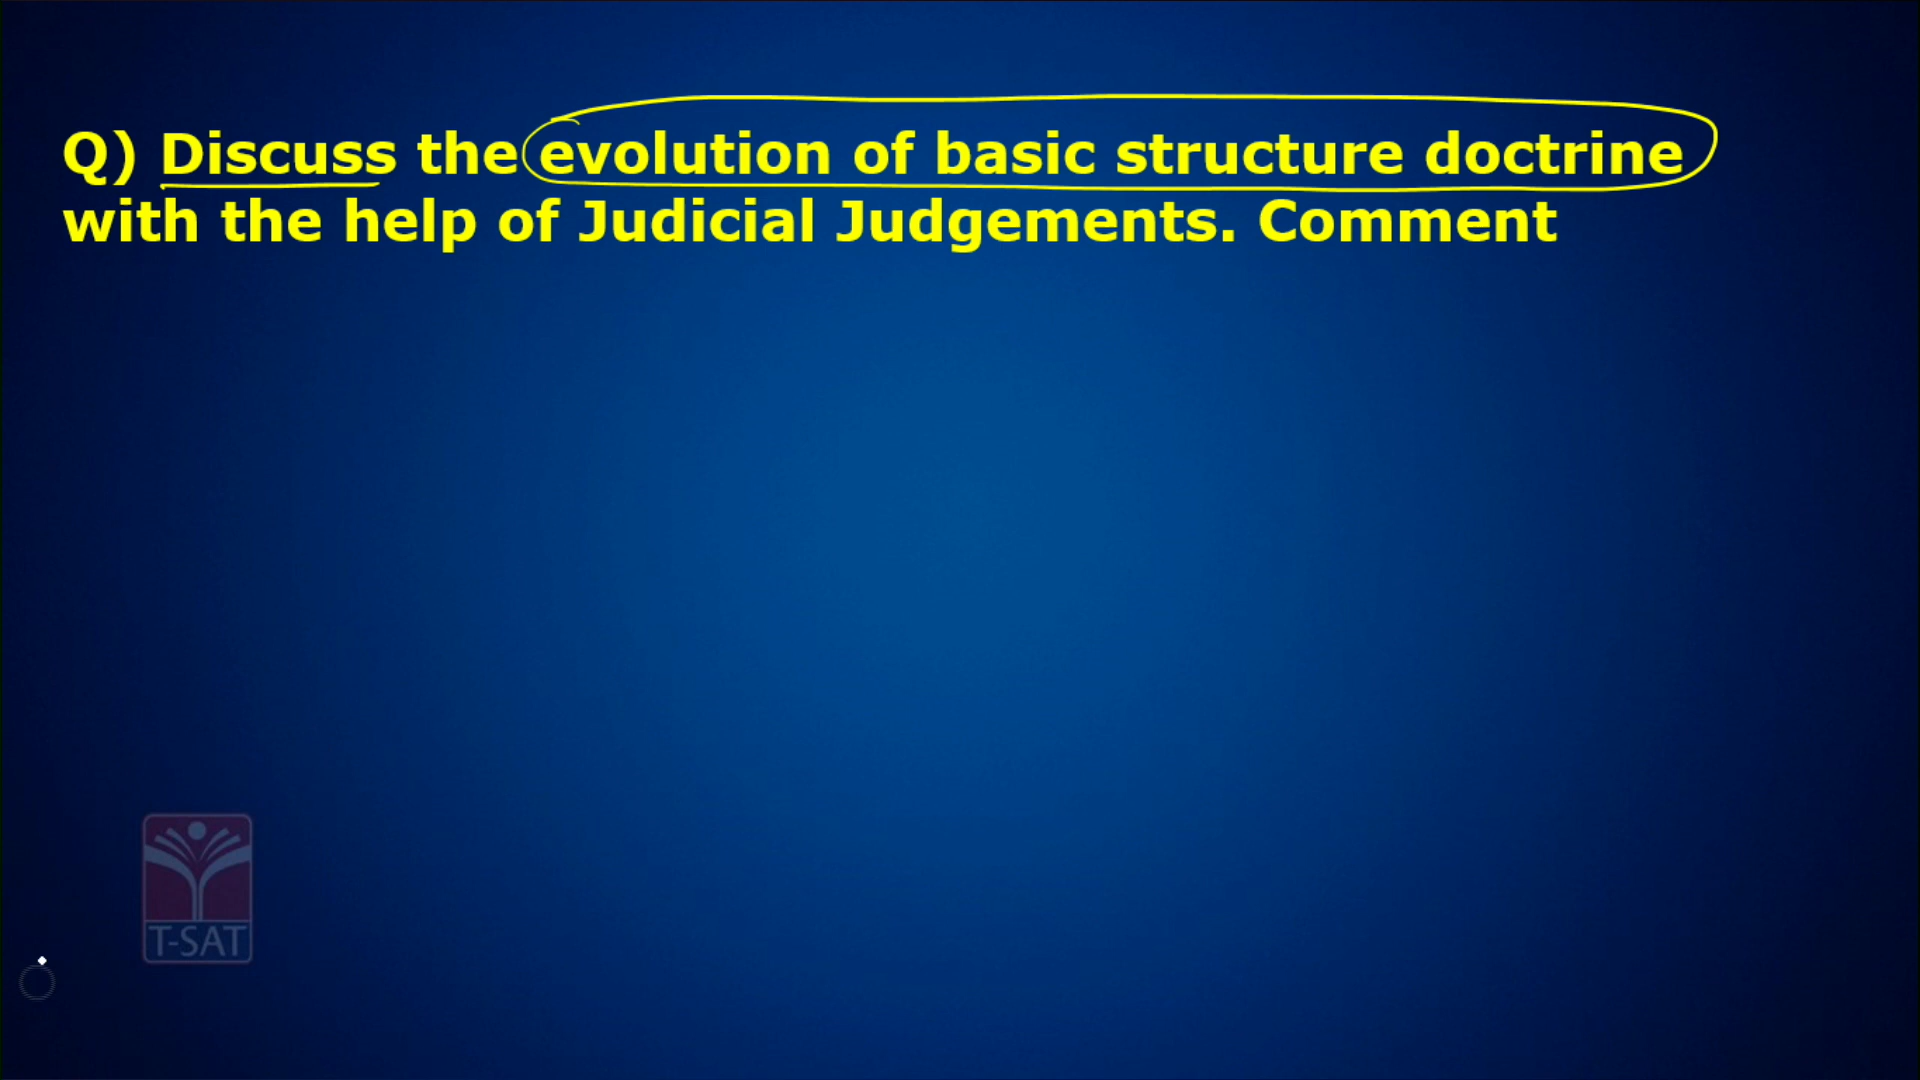 Q) Discuss the evolution of basic structure doctrine
with the help of Judicial Judgements. Comment
T-SAT